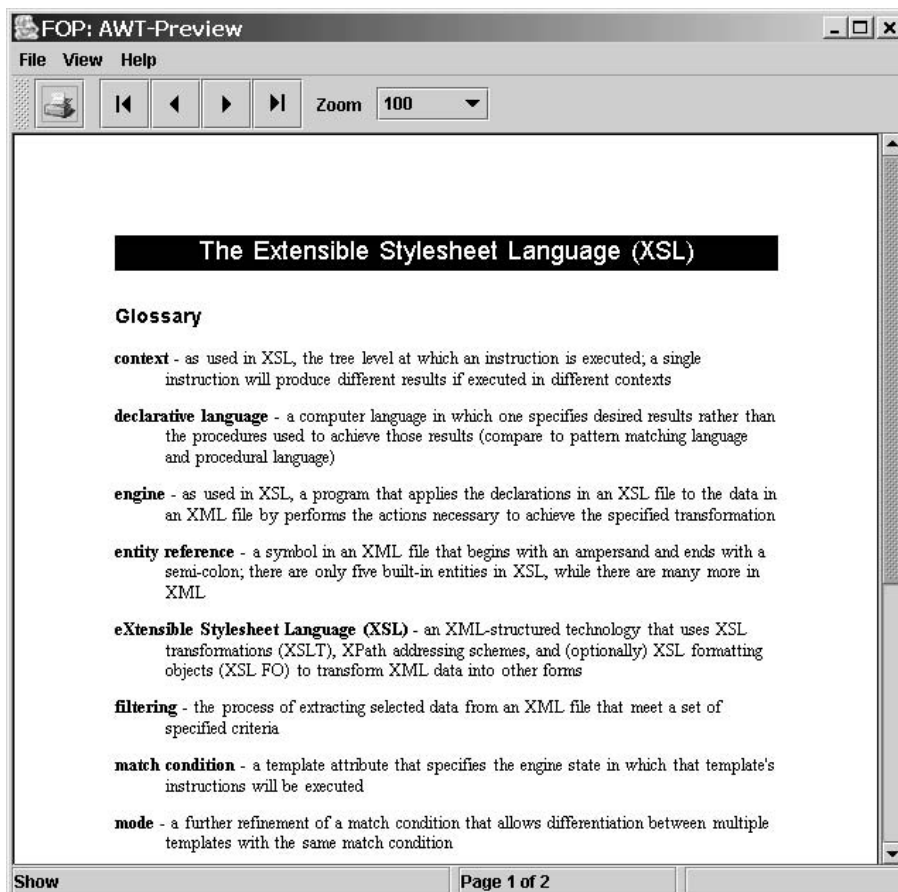 FOP: AWT-Preview
File View Help
Zoom 100
The Extensible Stylesheet Language (XSL)
Glossary
context - as used in XSL, the tree level at which an instruction is executed; a single
instruction will produce different results if executed in different contexts
declarative language - a computer language in which one specifies desired results rather than
the procedures used to achieve those results (compare to pattern matching language
and procedural language)
engine - as used in XSL, a program that applies the declarations in an XSL file to the data in
an XML file by performs the actions necessary to achieve the specified transformation
entity reference - a symbol in an XML file that begins with an ampersand and ends with a
semi-colon; there are only five built-in entities in XSL, while there are many more in
XML
eXtensible Stylesheet Language (XSL) - an XML-structured technology that uses XSL
transformations (XSLT), XPath addressing schemes, and (optionally) XSL formatting
objects (XSL FO) to transform XML data into other forms
filtering - the process of extracting selected data from an XML file that meet a set of
specified criteria
match condition - a template attribute that specifies the engine state in which that template's
instructions will be executed
mode - a further refinement of a match condition that allows differentiation between multiple
templates with the same match condition
Show Page 1 of 2